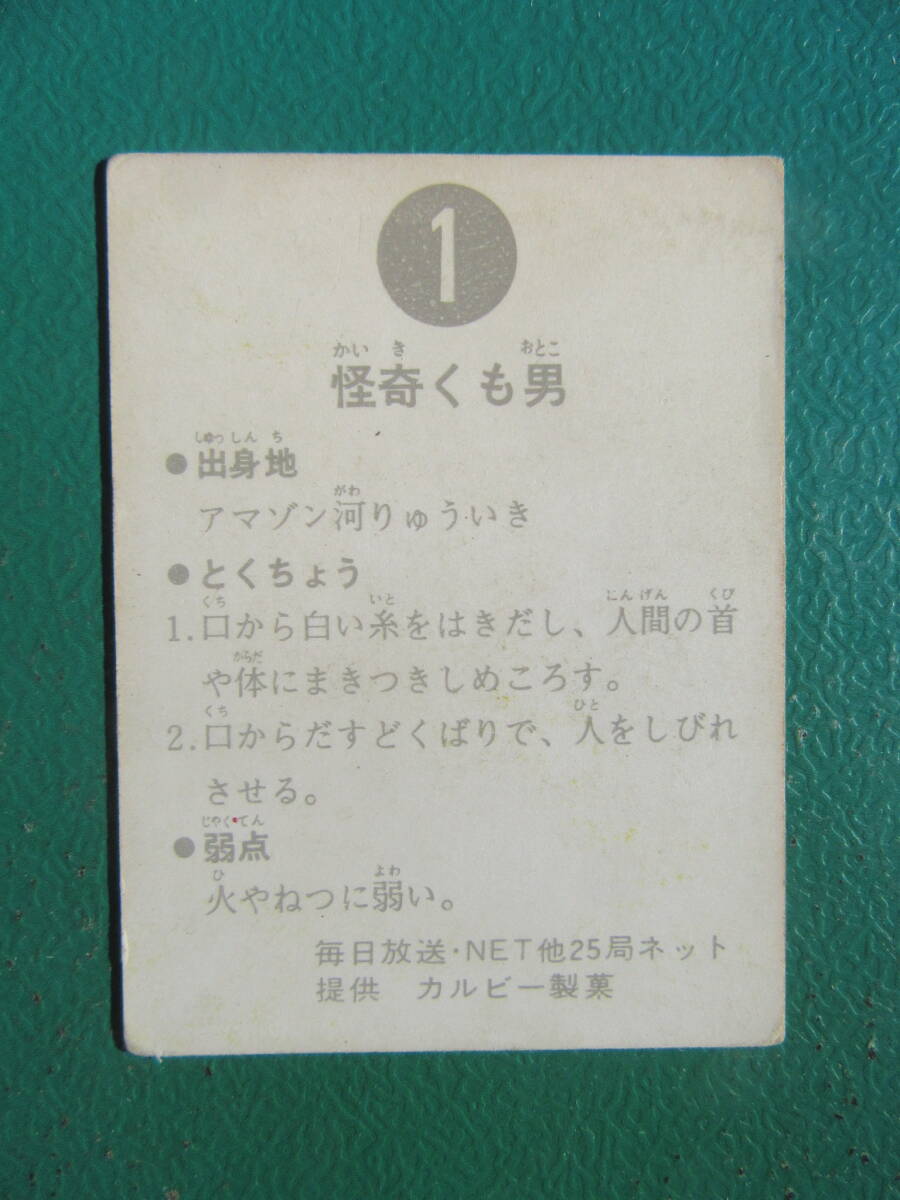 1
かい き おとこ
怪奇くも男
しゅっしん ち
●出身地
がわ
アマゾン河りゅういき
●とくちょう
くち いと にんげん くび
1.口から白い糸をはきだし、人間の首
からだ
や体にまきつきしめころす。
くち ひと
2.口からだすどくばりで、人をしびれ
させる。
じゃくてん
●弱点
ひ よわ
火やねつに弱い。
毎日放送・NET他25局ネット
提供 カルビー製菓